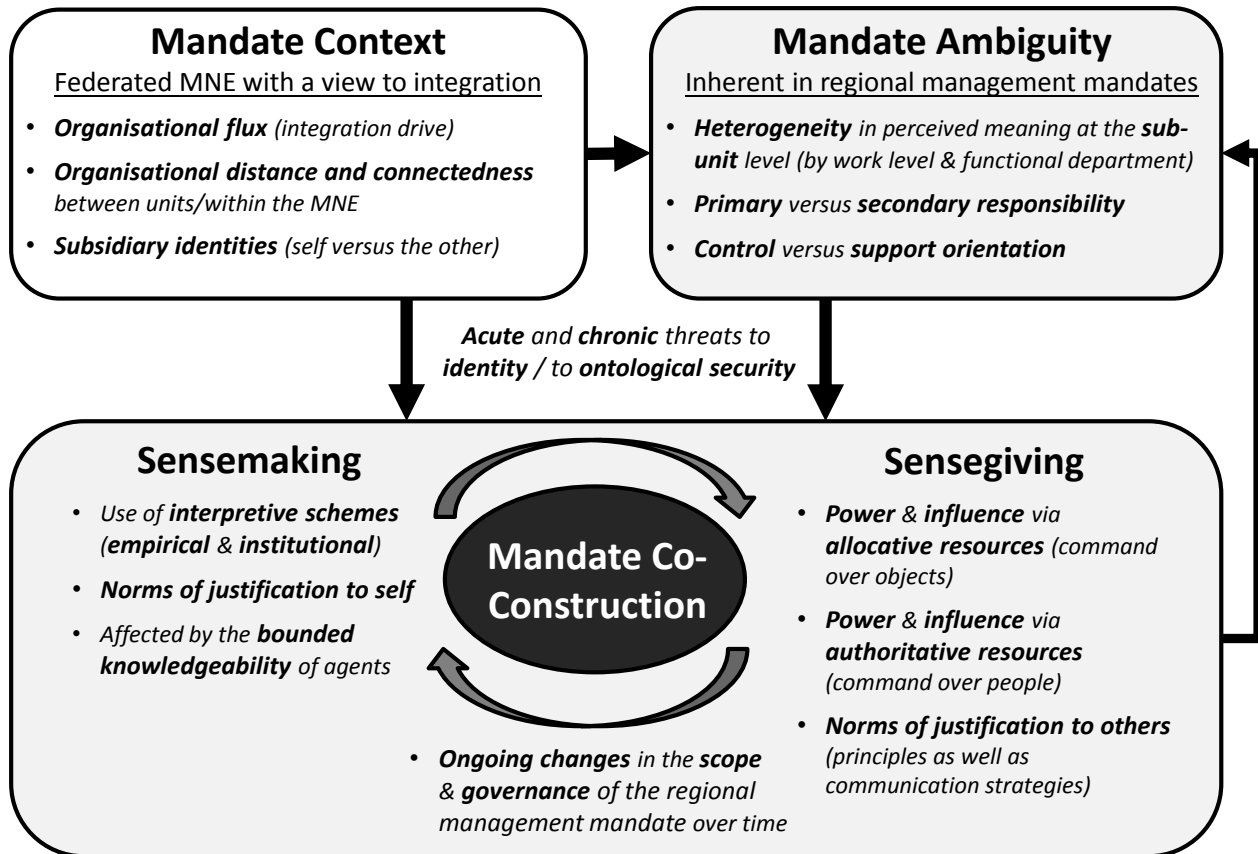 Mandate Context
Federated MNE with a view to integration
• Organisational flux (integration drive)
• Organisational distance and connectedness
between units/within the MNE
• Subsidiary identities (self versus the other)
Mandate Ambiguity
Inherent in regional management mandates
• Heterogeneity in perceived meaning at the sub-
unit level (by work level & functional department)
• Primary versus secondary responsibility
• Control versus support orientation
Acute and chronic threats to
identity / to ontological security
Sensemaking
• Use of interpretive schemes
(empirical & institutional)
• Norms of justification to self
• Affected by the bounded
knowledgeability of agents
Mandate Co-
Construction
• Ongoing changes in the scope
& governance of the regional
management mandate over time
Sensegiving
• Power & influence via
allocative resources (command
over objects)
• Power & influence via
authoritative resources
(command over people)
• Norms of justification to others
(principles as well as
communication strategies)